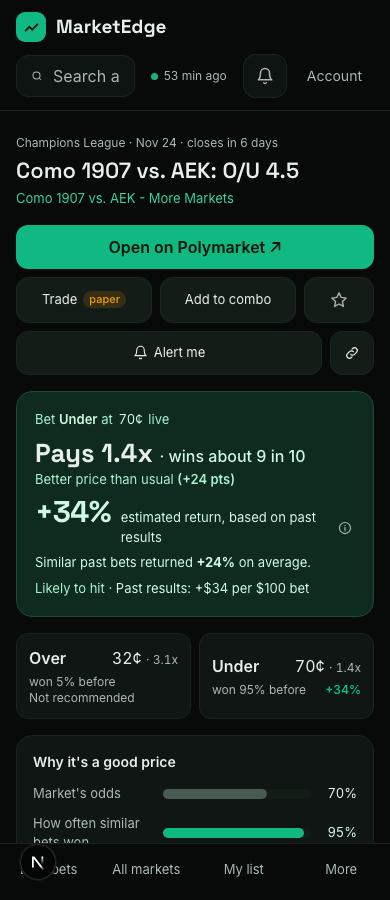 MarketEdge
Search a
53 min ago
Account
Champions League · Nov 24 · closes in 6 days
Como 1907 vs. AEK: O/U 4.5
Como 1907 vs. AEK - More Markets
Open on Polymarket ↗
Trade paper
Add to combo
Alert me
Bet Under at 70¢ live
Pays 1.4x · wins about 9 in 10
Better price than usual (+24 pts)
+34% estimated return, based on past
results
Similar past bets returned +24% on average.
Likely to hit · Past results: +$34 per $100 bet
Over 32¢ · 3.1x
won 5% before
Not recommended
Under 70¢ · 1.4x
won 95% before +34%
Why it's a good price
Market's odds 70%
How often similar
bets won 95%
N
bets
All markets
My list
More